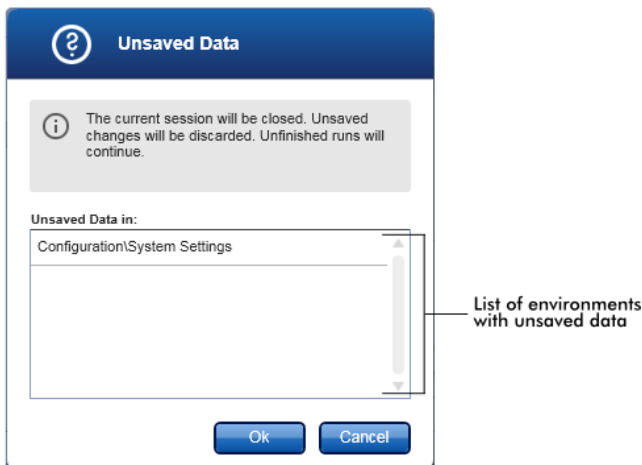 Unsaved Data
The current session will be closed. Unsaved
changes will be discarded. Unfinished runs will
continue.
Unsaved Data in:
Configuration\System Settings
List of environments
with unsaved data
Ok
Cancel